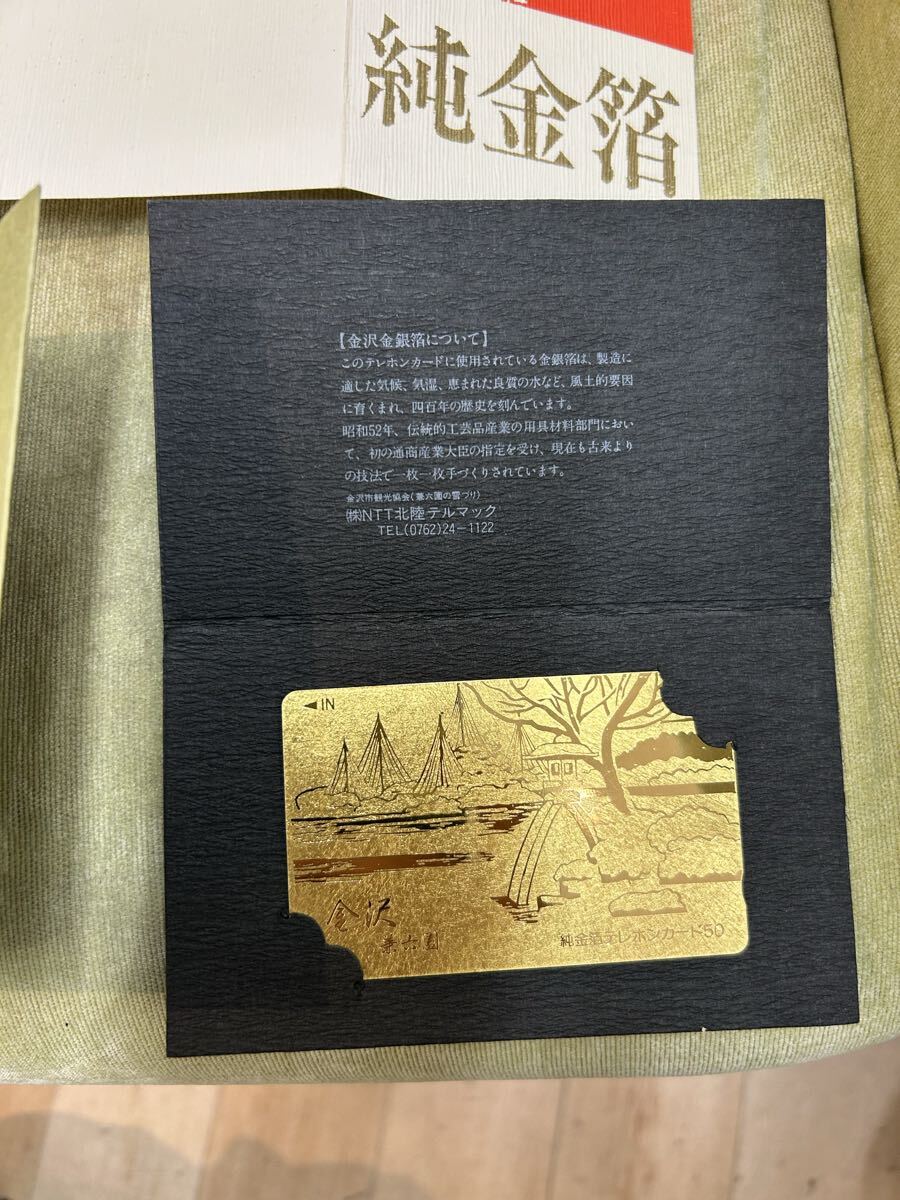 純金箔
【金沢金銀箔について】
このテレホンカードに使用されている金銀箔は、製造に
適した気候、気湿、恵まれた良質の水など、風土的要因
に育くまれ、四百年の歴史を刻んでいます。
昭和52年、伝統的工芸品産業の用具材料部門におい
て、初の通商産業大臣の指定を受け、現在も古来より
の技法で一枚一枚手づくりされています。
金沢市観光協会(兼六園の雪づり)
㈱NTT北陸テルマック
TEL(0762)24-1122
◀IN
金沢
兼六園
純金箔テレホンカード50